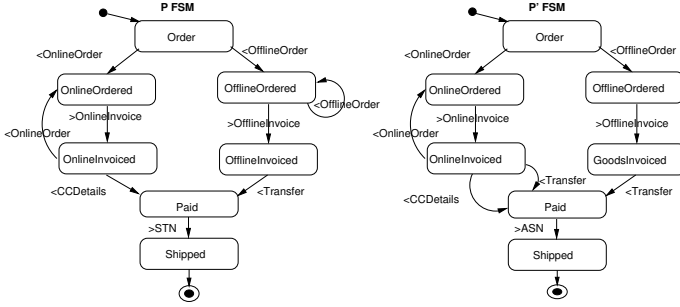 P FSM
Order
<OnlineOrder
<OfflineOrder
OnlineOrdered
OfflineOrdered
<OfflineOrder
>OnlineInvoice
>OfflineInvoice
<OnlineOrder
OnlineInvoiced
OfflineInvoiced
<CCDetails
<Transfer
Paid
>STN
Shipped
P' FSM
Order
<OnlineOrder
<OfflineOrder
OnlineOrdered
OfflineOrdered
>OnlineInvoice
>OfflineInvoice
<OnlineOrder
OnlineInvoiced
GoodsInvoiced
<Transfer
<CCDetails
<Transfer
Paid
>ASN
Shipped